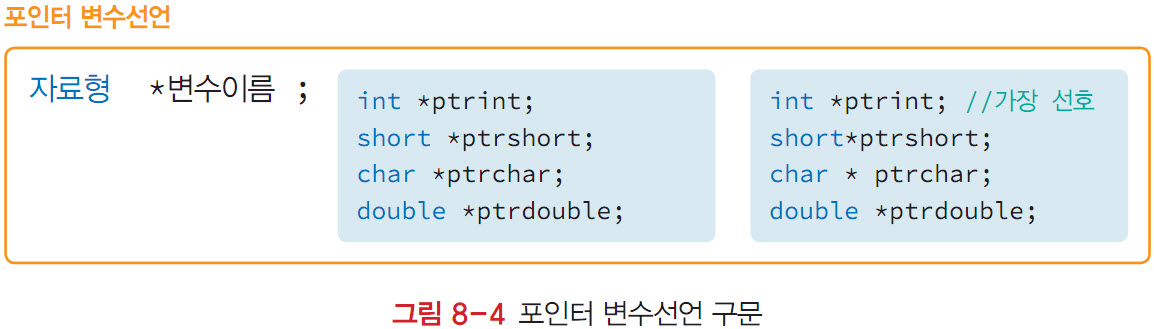 포인터 변수선언
자료형 *변수이름 ;
int *ptrint;
short *ptrshort;
char *ptrchar;
double *ptrdouble;
int *ptrint; //가장 선호
short*ptrshort;
char * ptrchar;
double *ptrdouble;
그림 8-4 포인터 변수선언 구문